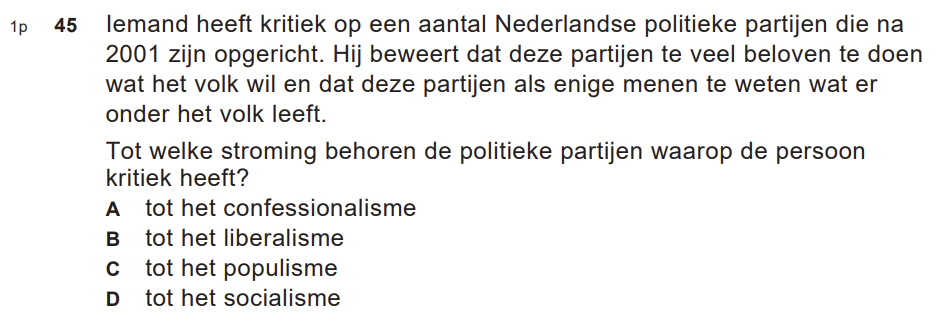 1p 45 Iemand heeft kritiek op een aantal Nederlandse politieke partijen die na
2001 zijn opgericht. Hij beweert dat deze partijen te veel beloven te doen
wat het volk wil en dat deze partijen als enige menen te weten wat er
onder het volk leeft.
Tot welke stroming behoren de politieke partijen waarop de persoon
kritiek heeft?
A tot het confessionalisme
B tot het liberalisme
C tot het populisme
D tot het socialisme